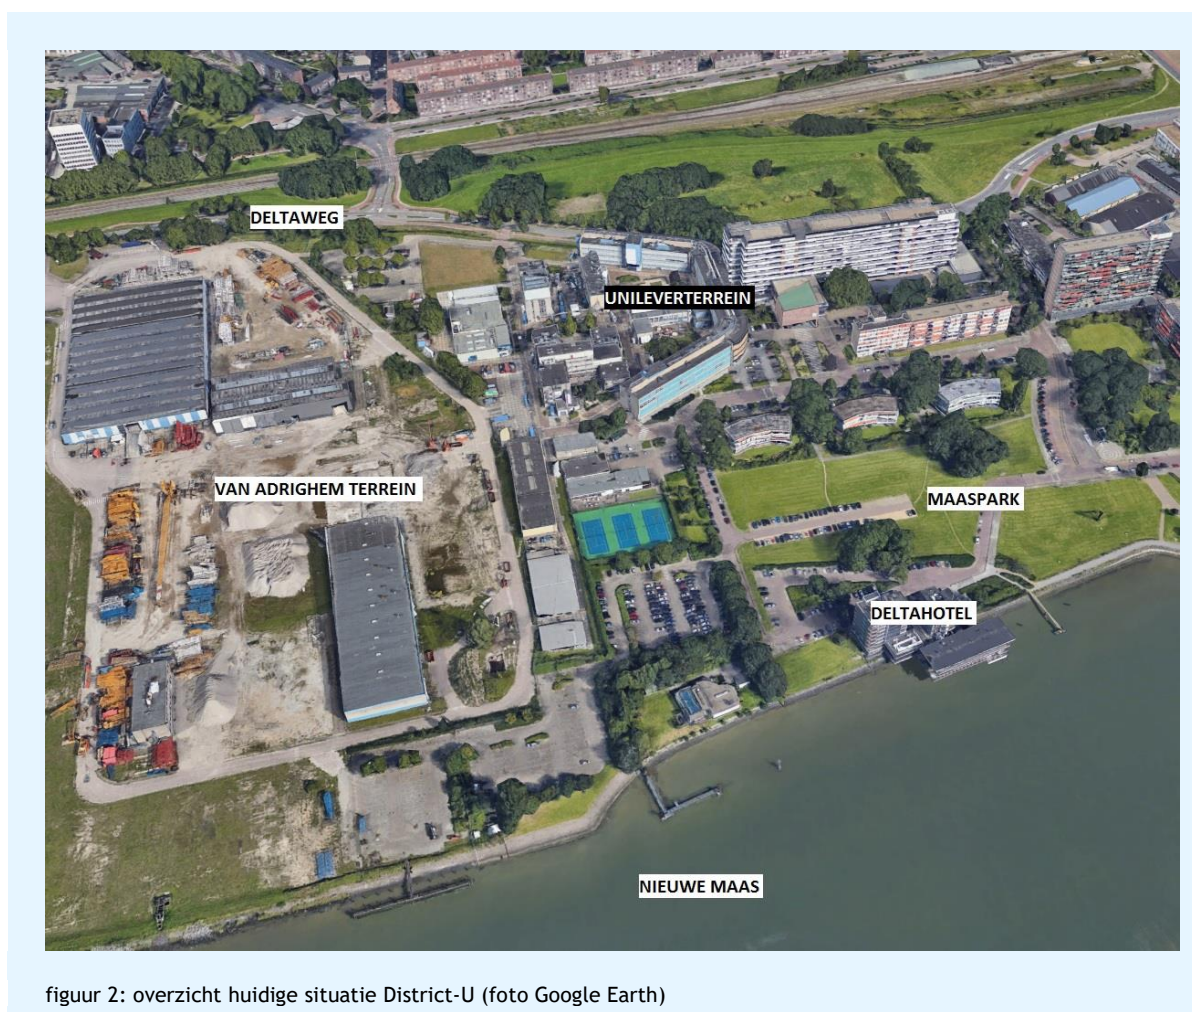 DELTAWEG
UNILEVERTERREIN
VAN ADRIGHEM TERREIN
MAASPARK
DELTAHOTEL
NIEUWE MAAS
figuur 2: overzicht huidige situatie District-U (foto Google Earth)